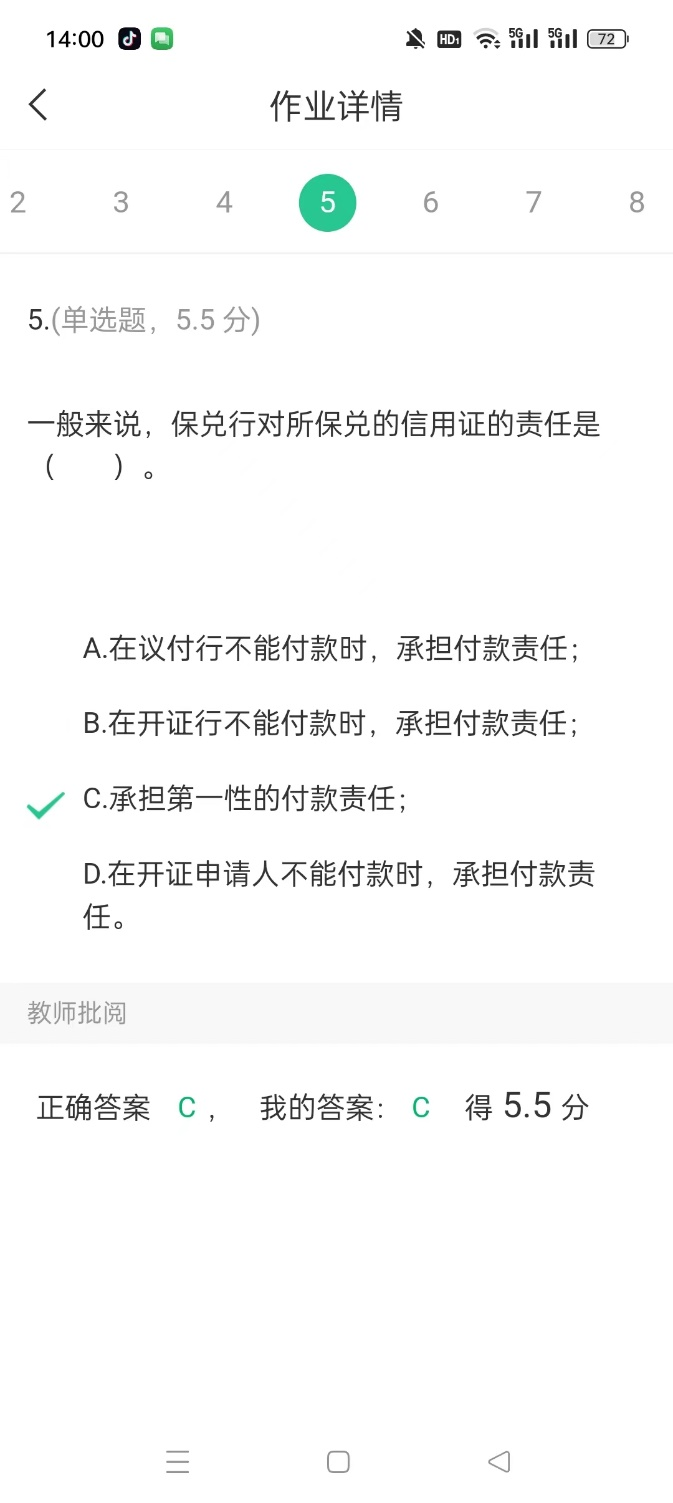 14:00 HD1 5G 5G 72
作业详情
2 3 4 5 6 7 8
5.(单选题，5.5 分)
一般来说，保兑行对所保兑的信用证的责任是
（　　）。
A.在议付行不能付款时，承担付款责任；
B.在开证行不能付款时，承担付款责任；
C.承担第一性的付款责任；
D.在开证申请人不能付款时，承担付款责
任。
教师批阅
正确答案 C ， 我的答案： C 得 5.5 分